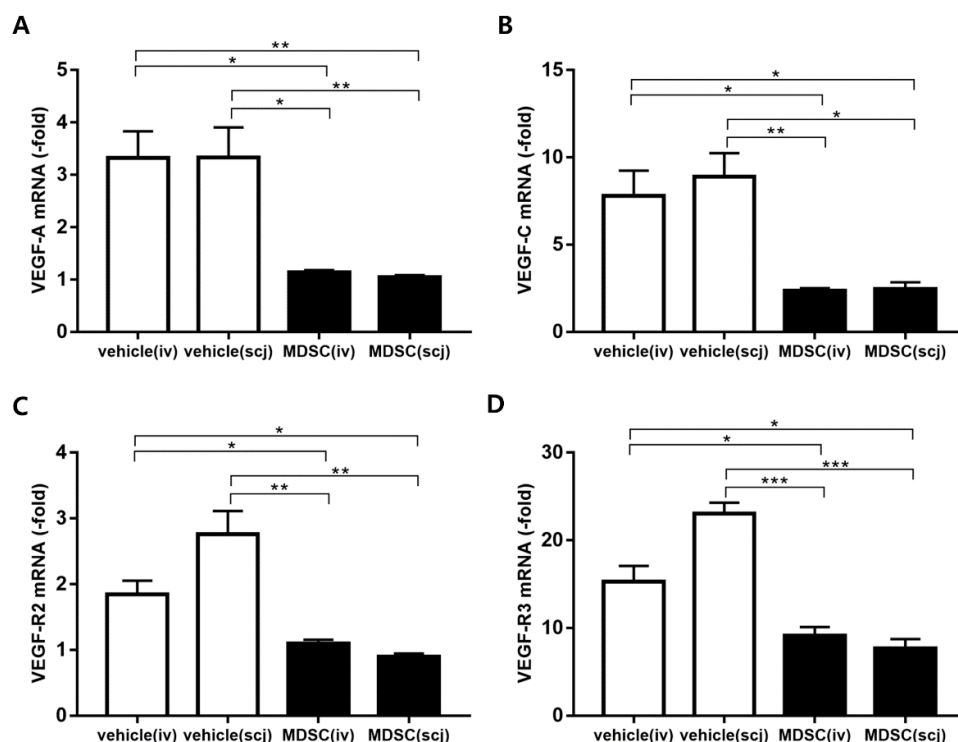 A
VEGF-A mRNA (-fold)
5
4
3
2
1
0
**
*
**
*
vehicle(iv) vehicle(scj) MDSC(iv) MDSC(scj)
B
VEGF-C mRNA (-fold)
15
10
5
0
*
*
*
**
vehicle(iv) vehicle(scj) MDSC(iv) MDSC(scj)
C
VEGF-R2 mRNA (-fold)
4
3
2
1
0
*
*
**
**
vehicle(iv) vehicle(scj) MDSC(iv) MDSC(scj)
D
VEGF-R3 mRNA (-fold)
30
20
10
0
*
*
***
***
vehicle(iv) vehicle(scj) MDSC(iv) MDSC(scj)